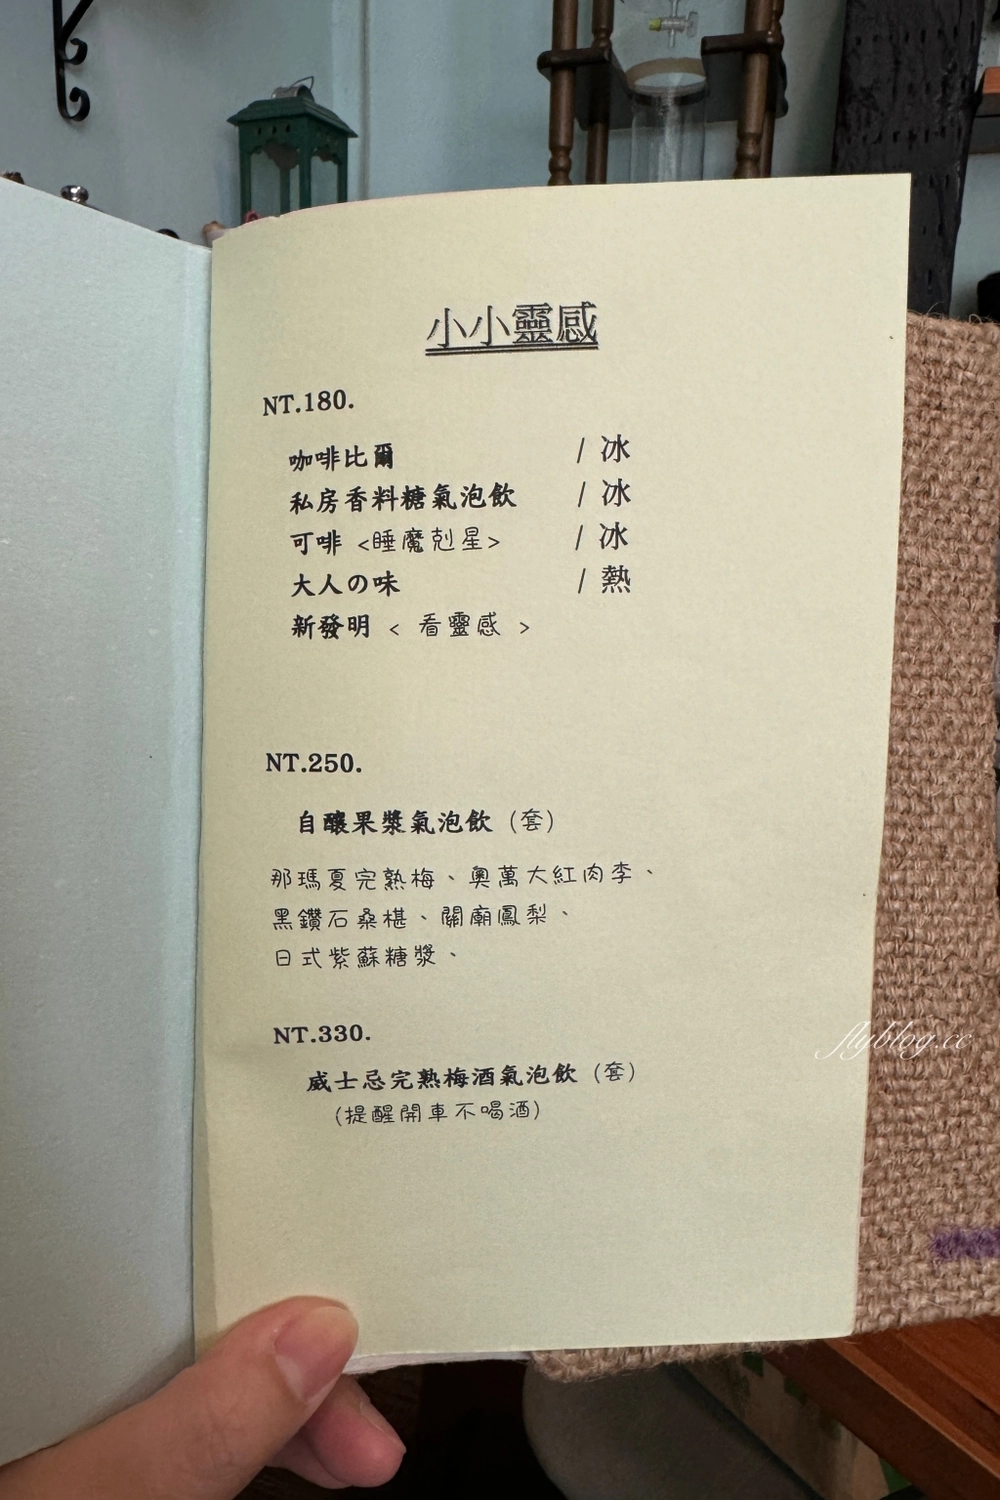 小小靈感
NT.180.
咖啡比爾 / 冰
私房香料糖氣泡飲 / 冰
可啡 <睡魔剋星> / 冰
大人の味 / 熱
新發明 < 看靈感 >
NT.250.
自釀果漿氣泡飲 (套)
那瑪夏完熟梅、奧萬大紅肉李、
黑鑽石桑椹、關廟鳳梨、
日式紫蘇糖漿、
NT.330.
威士忌完熟梅酒氣泡飲 (套)
(提醒開車不喝酒)
flyblog.cc